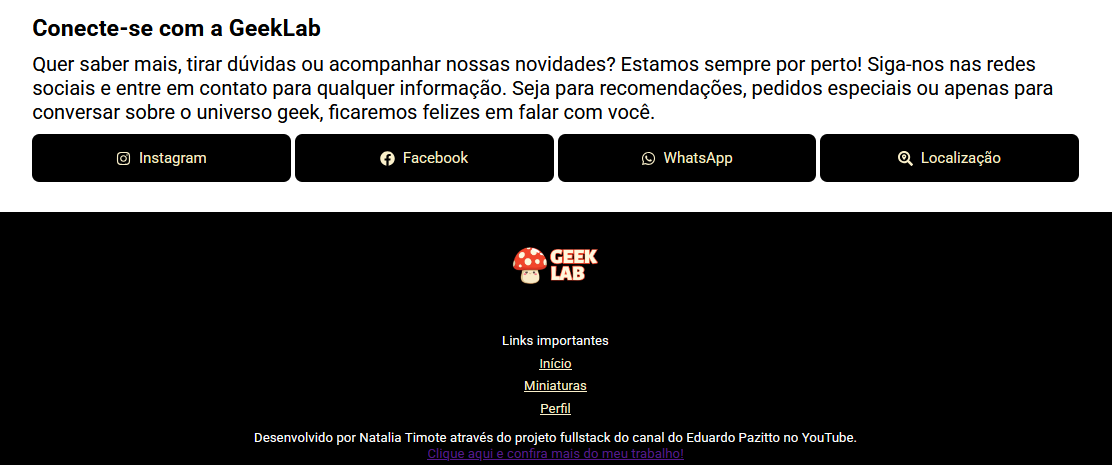 Conecte-se com a GeekLab
Quer saber mais, tirar dúvidas ou acompanhar nossas novidades? Estamos sempre por perto! Siga-nos nas redes
sociais e entre em contato para qualquer informação. Seja para recomendações, pedidos especiais ou apenas para
conversar sobre o universo geek, ficaremos felizes em falar com você.
Instagram
Facebook
WhatsApp
Localização
GEEK
LAB
Links importantes
Início
Miniaturas
Perfil
Desenvolvido por Natalia Timote através do projeto fullstack do canal do Eduardo Pazitto no YouTube.
Clique aqui e confira mais do meu trabalho!